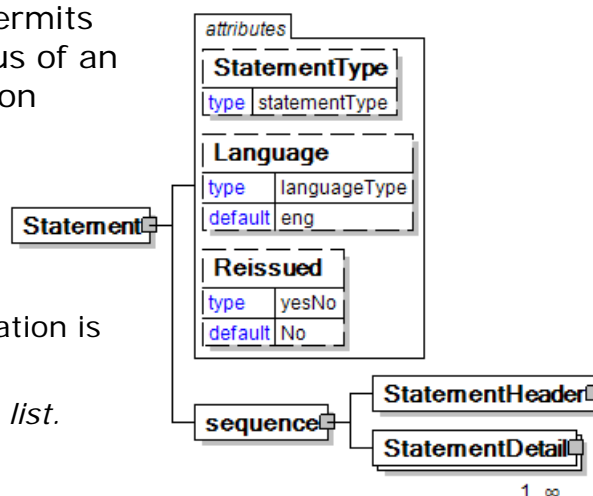 ermits
us of an
on
ation is
list.
attributes
StatementType
type statementType
Language
type languageType
default eng
Reissued
type yesNo
default No
Statement
sequence
StatementHeader
StatementDetail
1..∞